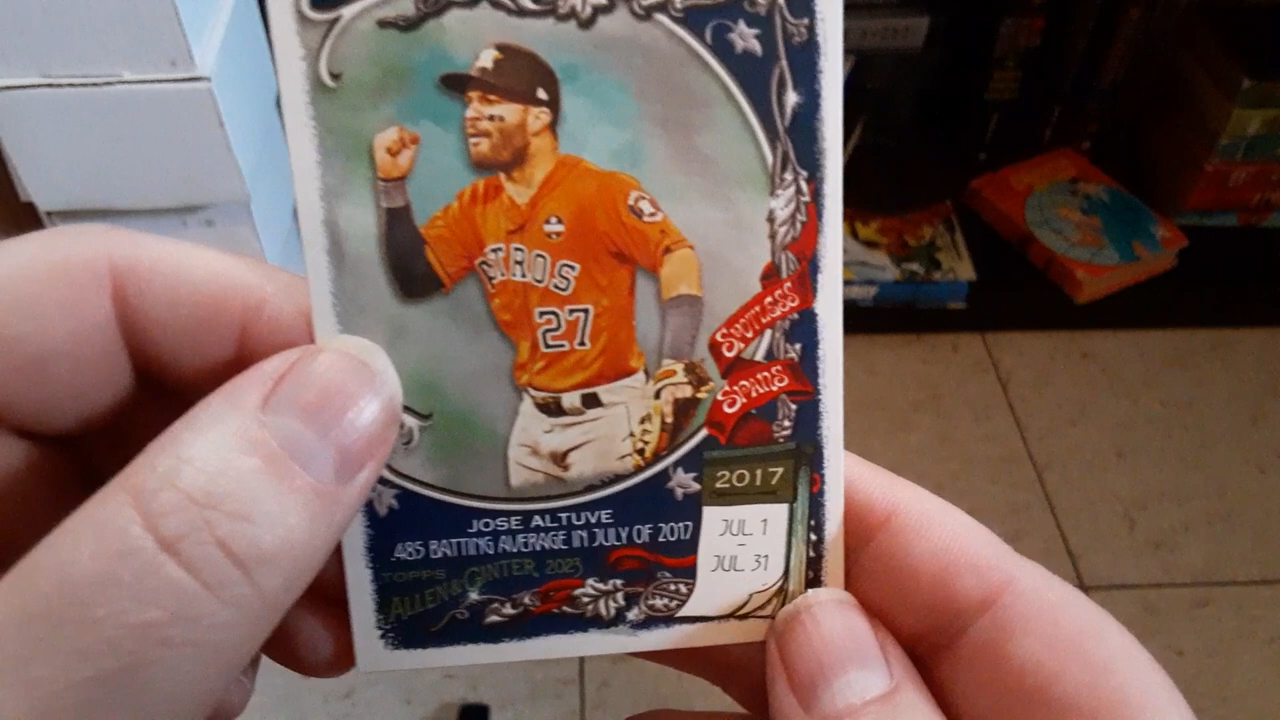 ASTROS
27
SPOTLESS
SPANS
2017
JUL. 1
-
JUL. 31
JOSE ALTUVE
.485 BATTING AVERAGE IN JULY OF 2017
TOPPS
ALLEN & GINTER 2023